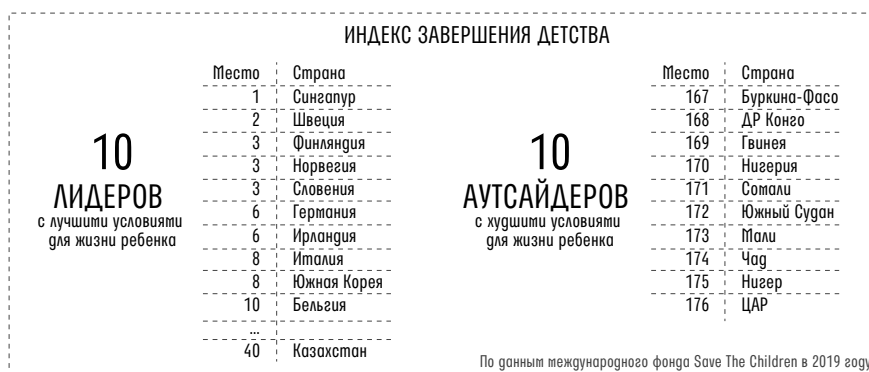 ИНДЕКС ЗАВЕРШЕНИЯ ДЕТСТВА
10
ЛИДЕРОВ
с лучшими условиями
для жизни ребенка
Место Страна
1 Сингапур
2 Швеция
3 Финляндия
3 Норвегия
3 Словения
6 Германия
6 Ирландия
8 Италия
8 Южная Корея
10 Бельгия
...
40 Казахстан
10
АУТСАЙДЕРОВ
с худшими условиями
для жизни ребенка
Место Страна
167 Буркина-Фасо
168 ДР Конго
169 Гвинея
170 Нигерия
171 Сомали
172 Южный Судан
173 Мали
174 Чад
175 Нигер
176 ЦАР
По данным международного фонда Save The Children в 2019 году